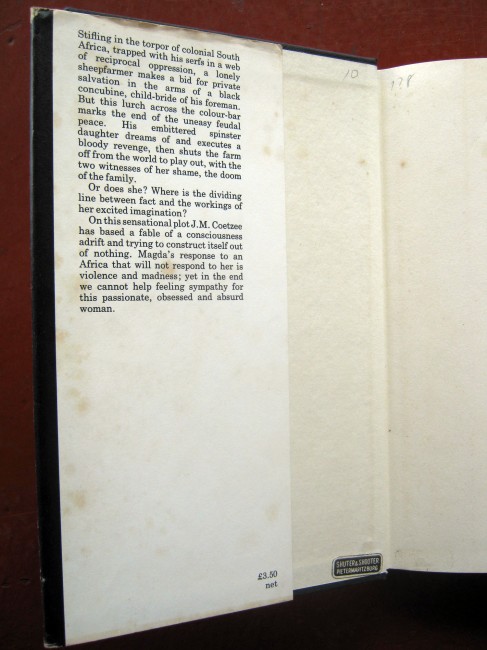 Stifling in the torpor of colonial South
Africa, trapped with his serfs in a web
of reciprocal oppression, a lonely
sheepfarmer makes a bid for private
salvation in the arms of a black
concubine, child-bride of his foreman.
But this lurch across the colour-bar
marks the end of the uneasy feudal
peace. His embittered spinster
daughter dreams of and executes a
bloody revenge, then shuts the farm
off from the world to play out, with the
two witnesses of her shame, the doom
of the family.
Or does she? Where is the dividing
line between fact and the workings of
her excited imagination?
On this sensational plot J.M. Coetzee
has based a fable of a consciousness
adrift and trying to construct itself out
of nothing. Magda's response to an
Africa that will not respond to her is
violence and madness; yet in the end
we cannot help feeling sympathy for
this passionate, obsessed and absurd
woman.
£3.50
net
10
SHUTER & SHOOTER
PIETERMARITZBURG